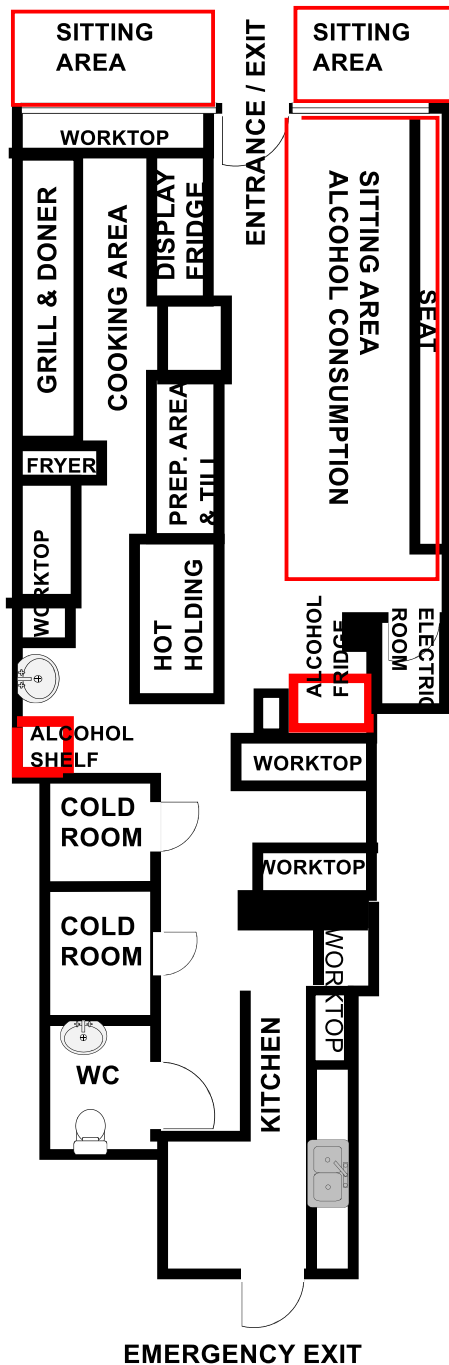 SITTING
AREA
SITTING
AREA
ENTRANCE / EXIT
WORKTOP
DISPLAY
FRIDGE
GRILL & DONER
COOKING AREA
SITTING AREA
ALCOHOL CONSUMPTION
SEAT
PREP. AREA
& TILL
FRYER
WORKTOP
HOT
HOLDING
ALCOHOL
FRIDGE
ELECTRIC
ROOM
ALCOHOL
SHELF
WORKTOP
COLD
ROOM
WORKTOP
COLD
ROOM
WORKTOP
KITCHEN
WC
EMERGENCY EXIT